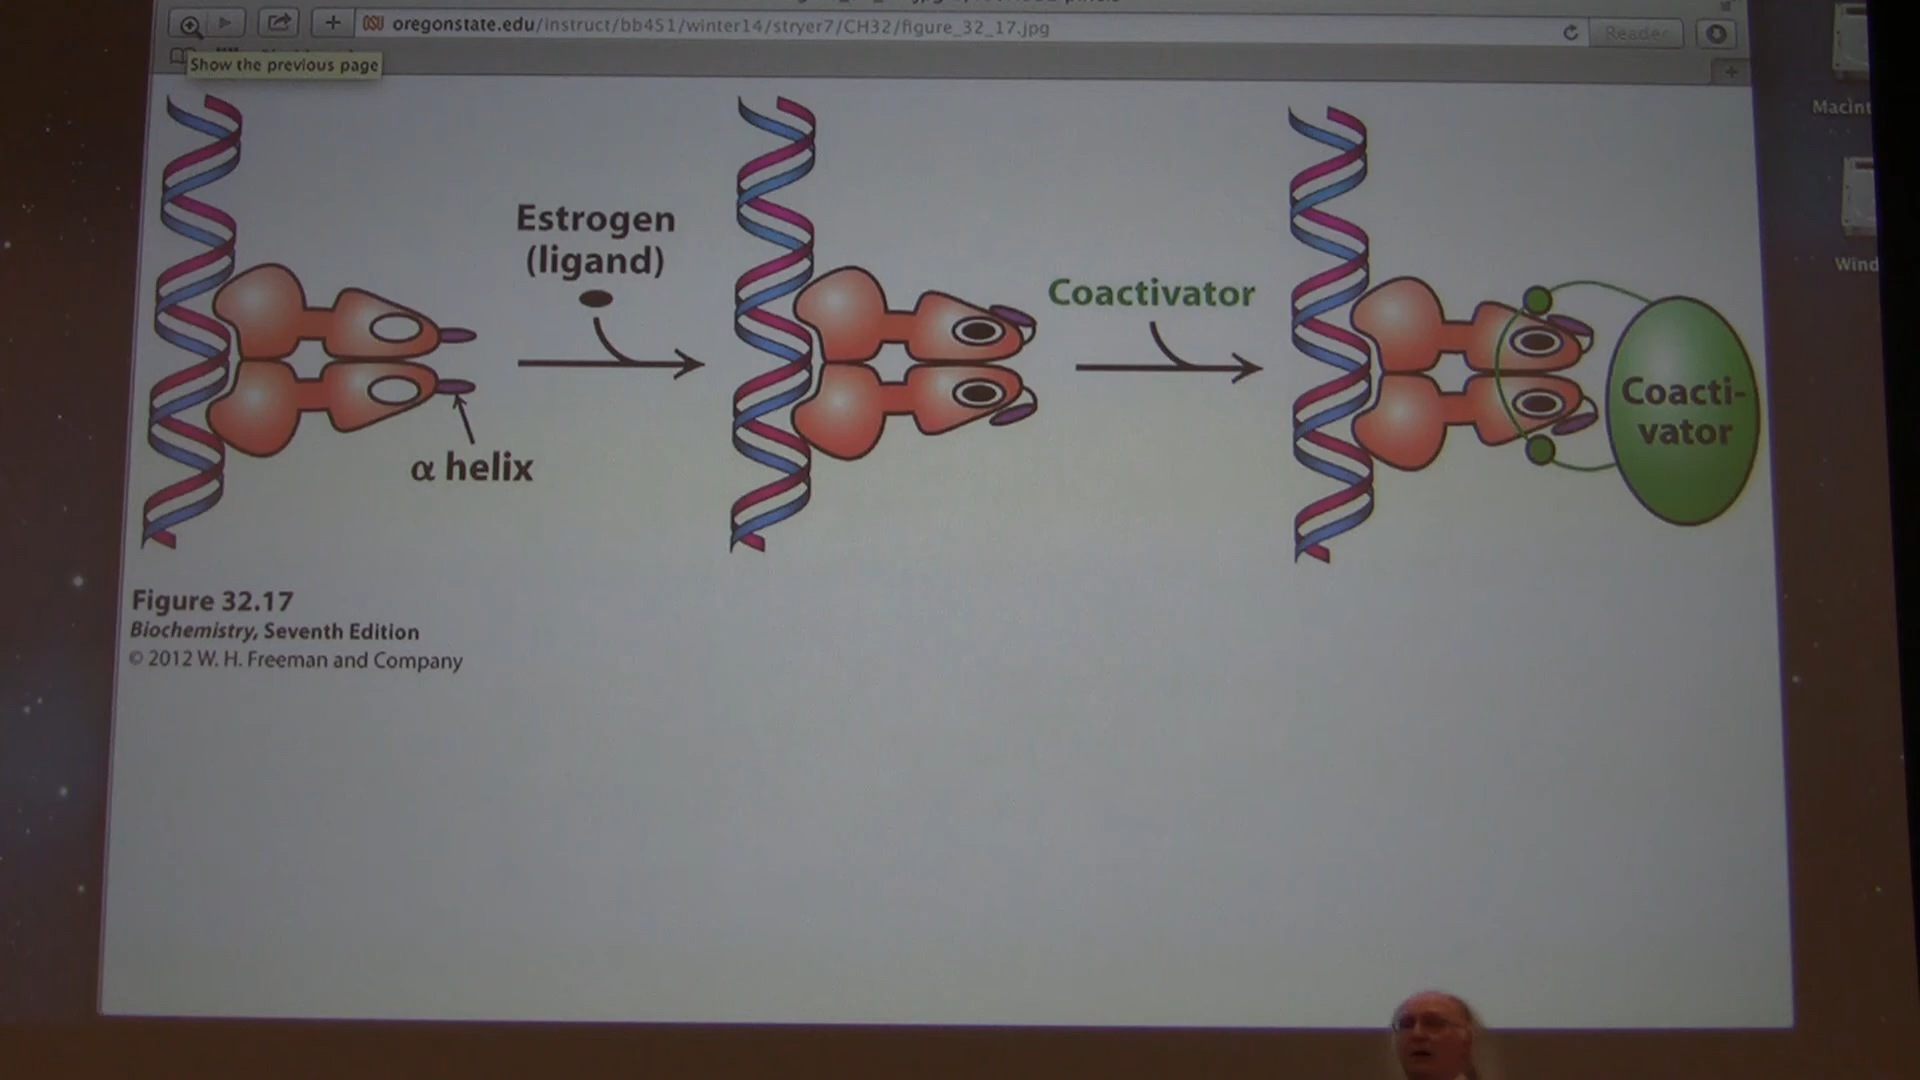 oregonstate.edu/instruct/bb451/winter14/stryer7/CH32/figure_32_17.jpg
Reader
Show the previous page
Macint
Wind
Estrogen
(ligand)
Coactivator
Coacti-
vator
α helix
Figure 32.17
Biochemistry, Seventh Edition
© 2012 W. H. Freeman and Company